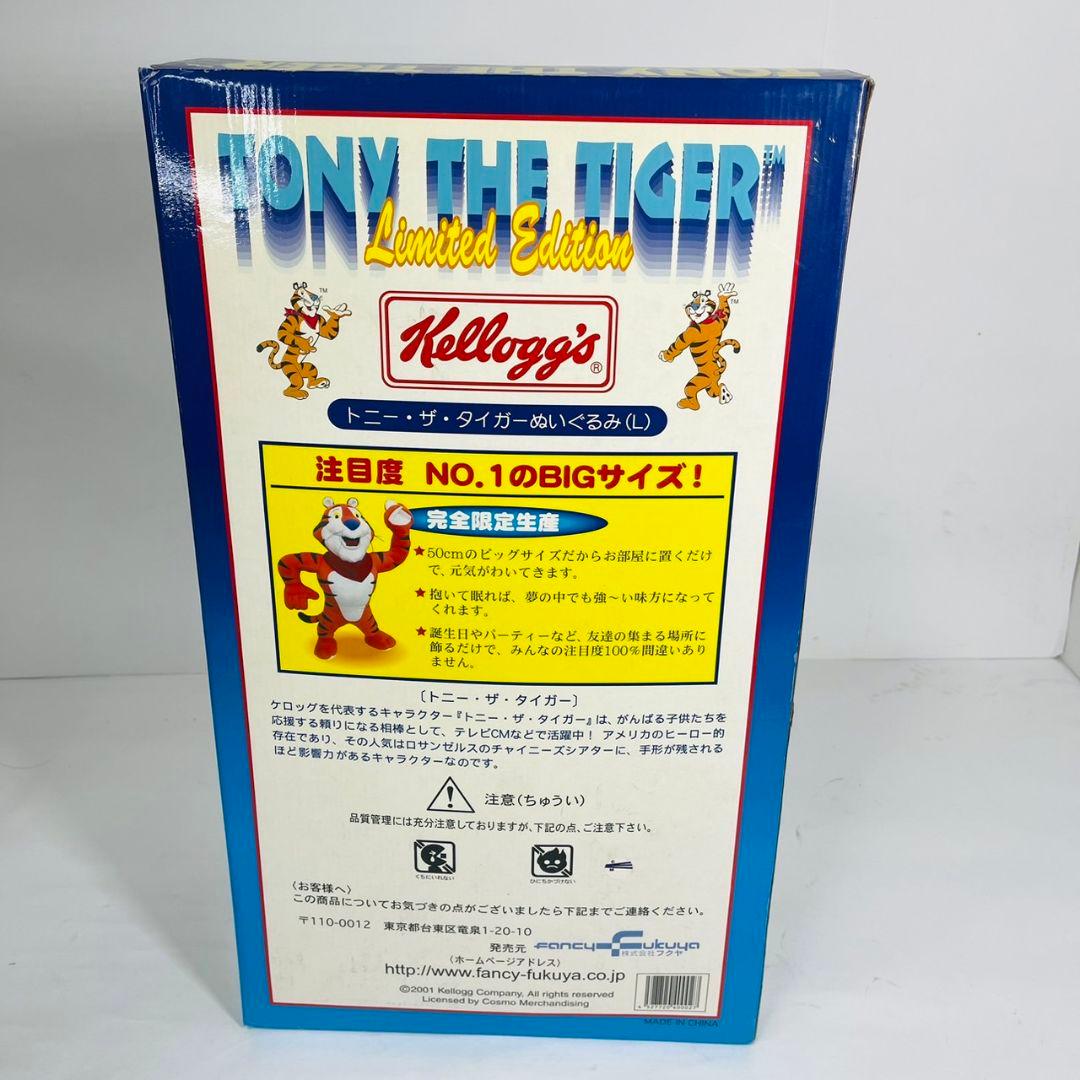 TONY THE TIGER
TONY THE TIGER™
Limited Edition
TM
TM
Kellogg's®
トニー・ザ・タイガーぬいぐるみ(L)
注目度 NO.1のBIGサイズ!
完全限定生産
★50cmのビッグサイズだからお部屋に置くだけ
で、元気がわいてきます。
★抱いて眠れば、夢の中でも強〜い味方になって
くれます。
★誕生日やパーティーなど、友達の集まる場所に
飾るだけで、みんなの注目度100%間違いあり
ません。
〔トニー・ザ・タイガー〕
ケロッグを代表するキャラクター『トニー・ザ・タイガー』は、がんばる子供たちを
応援する頼りになる相棒として、テレビCMなどで活躍中! アメリカのヒーロー的
存在であり、その人気はロサンゼルスのチャイニーズシアターに、手形が残される
ほど影響力があるキャラクターなのです。
注意(ちゅうい)
品質管理には充分注意しておりますが、下記の点、ご注意下さい。
くちにいれない
ひにちかづけない
〈お客様へ〉
この商品についてお気づきの点がございましたら下記までご連絡ください。
〒110-0012 東京都台東区竜泉1-20-10
発売元 fancy Fukuya
株式会社フクヤ
〈ホームページアドレス〉
http://www.fancy-fukuya.co.jp
©2001 Kellogg Company, All rights reserved
Licensed by Cosmo Merchandising
MADE IN CHINA